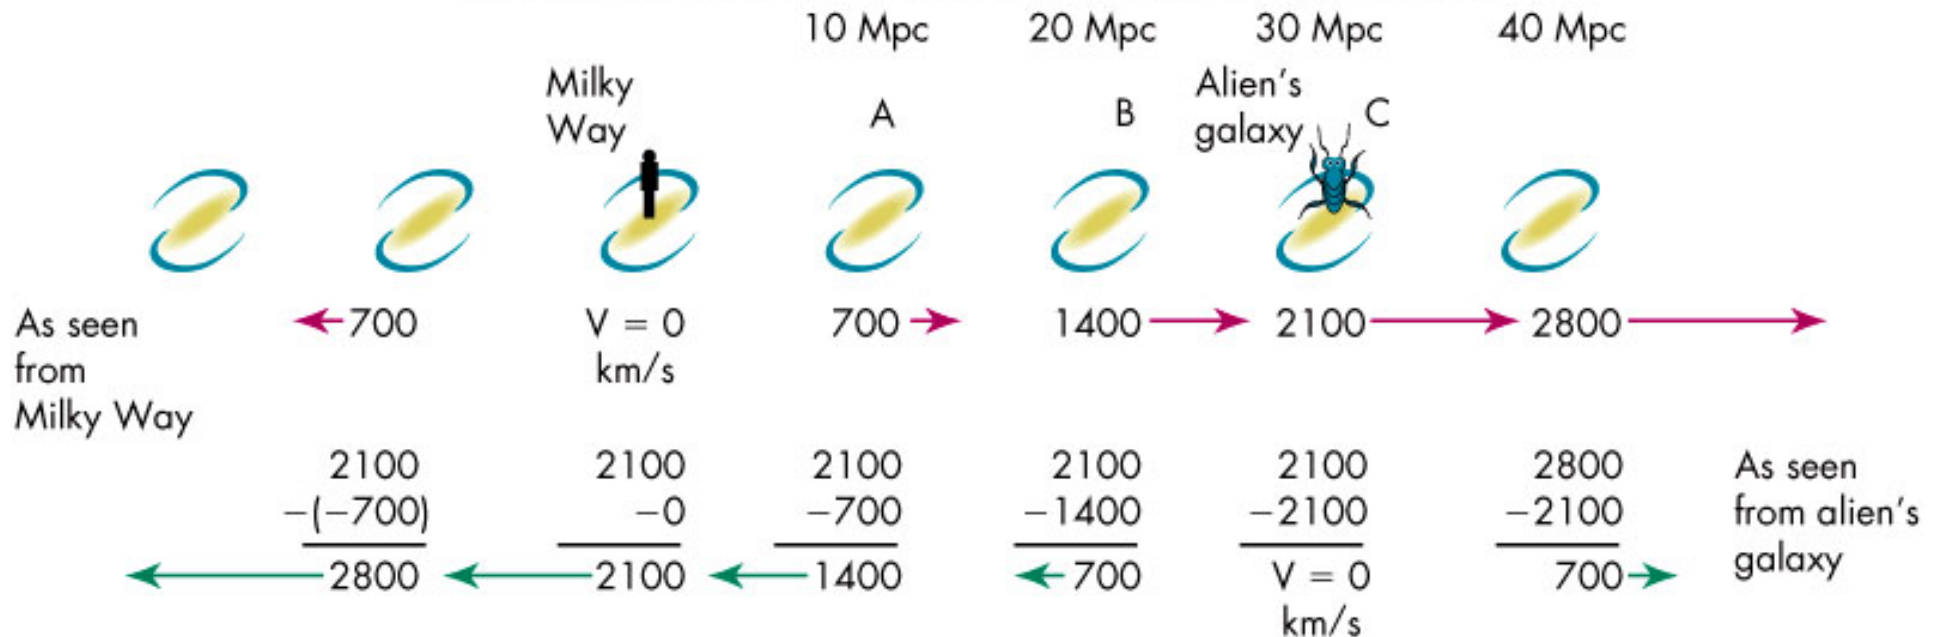 10 Mpc 20 Mpc 30 Mpc 40 Mpc
Milky
Way
A
B
Alien's
galaxy
C
As seen
from
Milky Way
700 V = 0 700 1400 2100 2800
km/s
2100 2100 2100 2100 2100 2800
−(−700) −0 −700 −1400 −2100 −2100
2800 2100 1400 700 V = 0 700
km/s
As seen
from alien's
galaxy